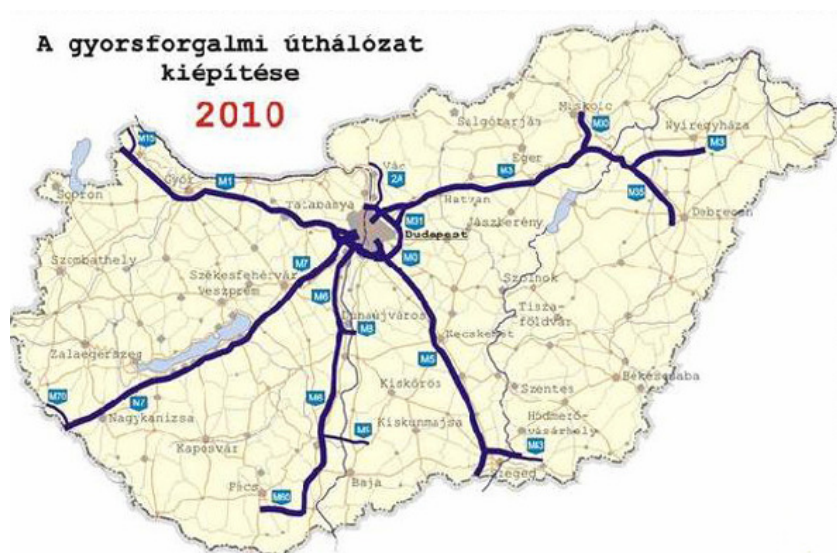 A gyorsforgalmi úthálózat
kiépítése
2010
Miskolc
M30
Salgótarján
Nyíregyháza
M3
M15
Eger
Vác
2A
M3
M1
Győr
Sopron
Tatabánya
Hatvan
M35
M31
Jászkerény
Debrecen
Budapest
Szombathely
M7
M0
Székesfehérvár
Veszprém
M6
Szolnok
Dunaújváros
M8
Tisza-
földvár
Kecskemét
Zalaegerszeg
M5
M70
M7
Kiskőrös
Szentes
Békéscsaba
Nagykanizsa
M6
M9
Kiskunmajsa
Hódmező-
vásárhely
Kaposvár
M43
Szeged
Baja
Pécs
M60